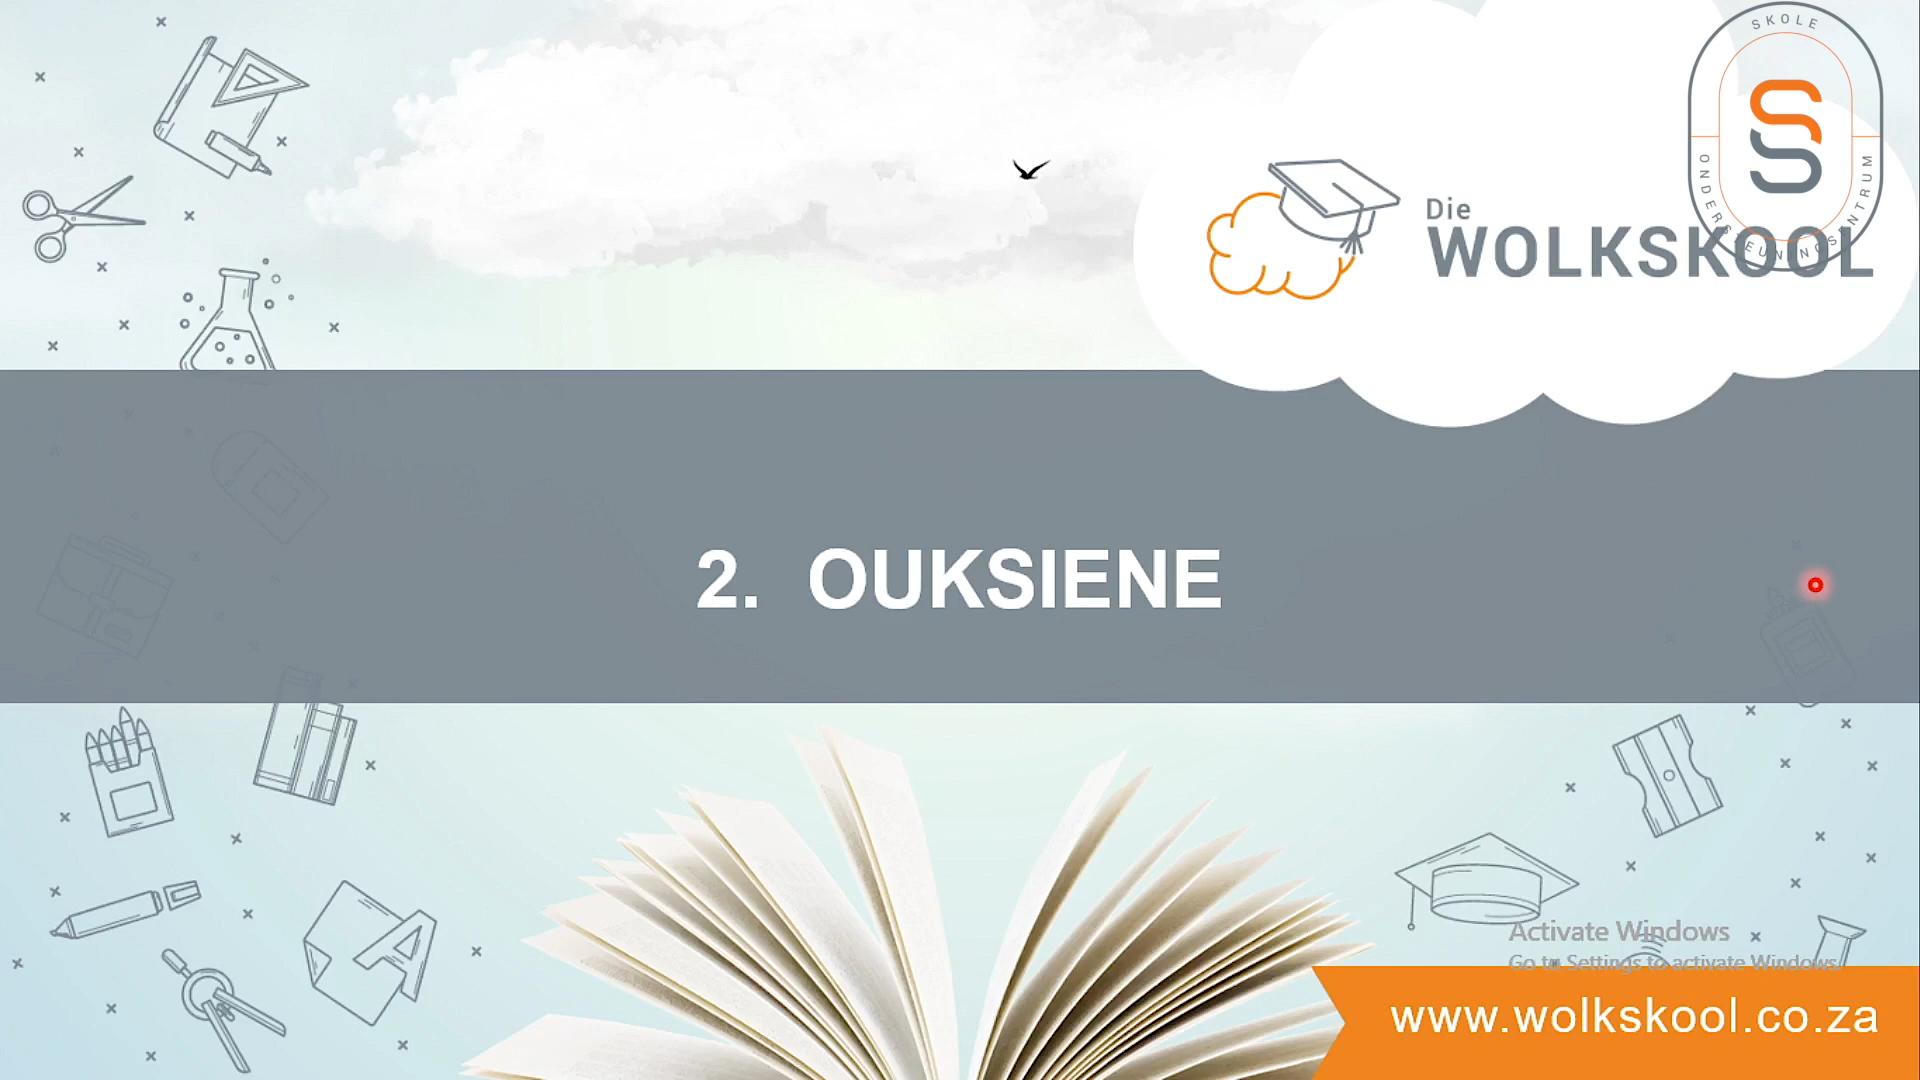 SKOLE
ONDERSTEUNINGSENTRUM
Die
WOLKSKOOL
2. OUKSIENE
Activate Windows
Go to Settings to activate Windows.
www.wolkskool.co.za